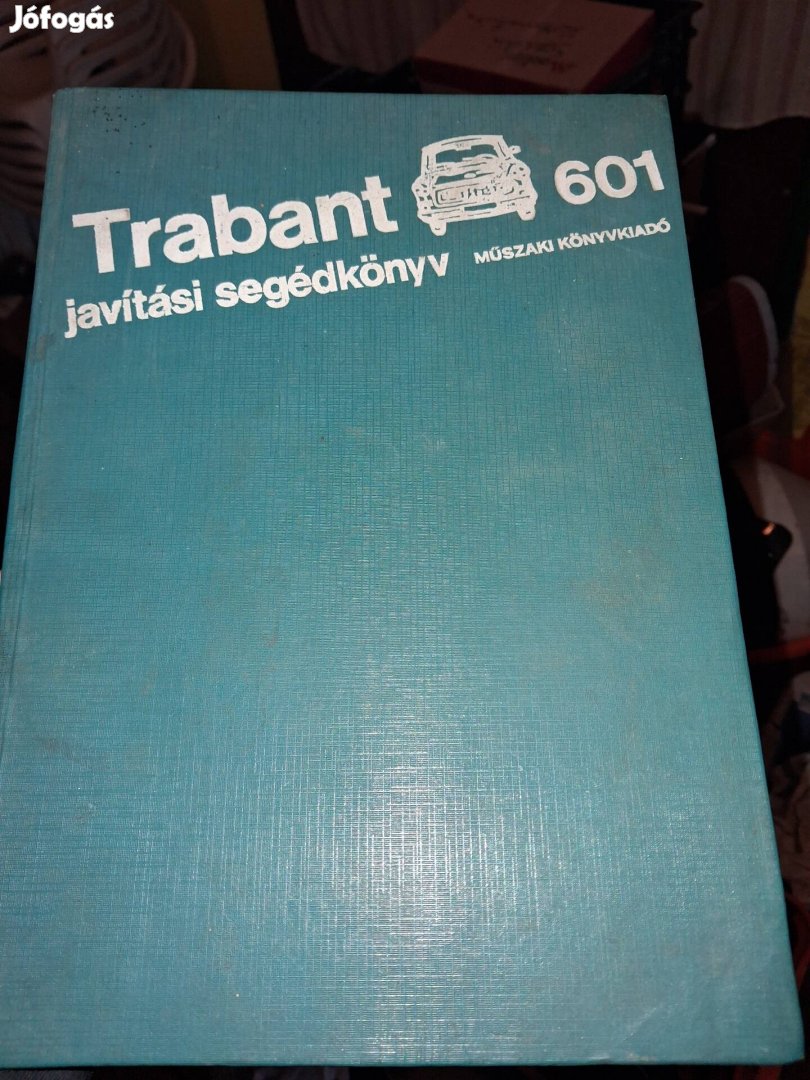 Jófogás
Trabant 601
javítási segédkönyv MŰSZAKI KÖNYVKIADÓ